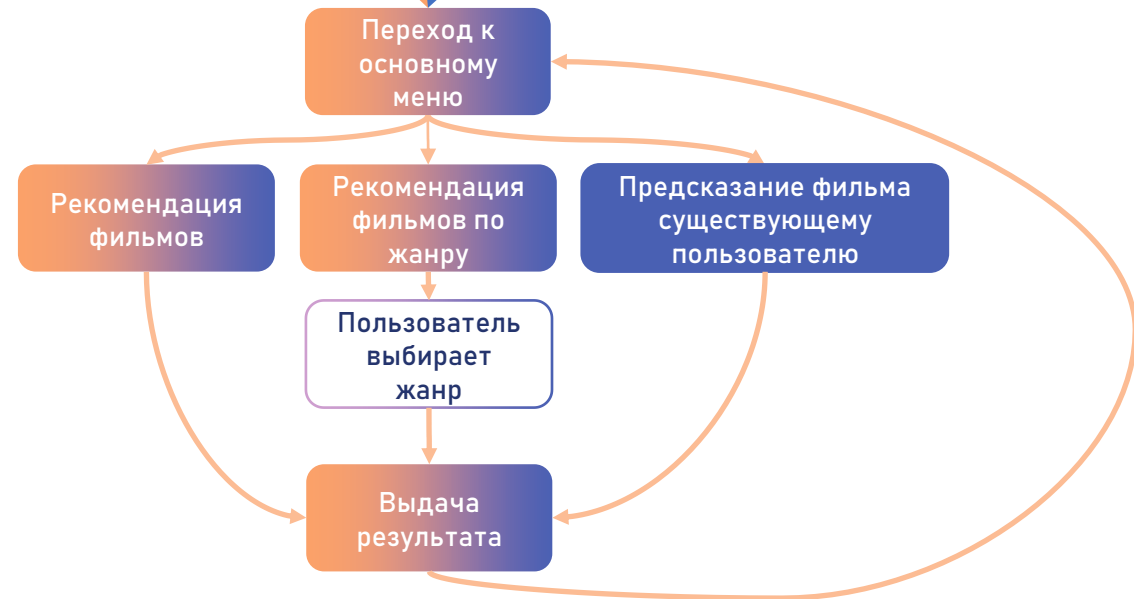 Переход к
основному
меню
Рекомендация
фильмов
Рекомендация
фильмов по
жанру
Предсказание фильма
существующему
пользователю
Пользователь
выбирает
жанр
Выдача
результата